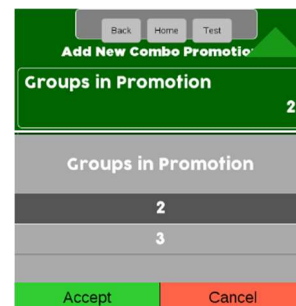 Back Home Test
Add New Combo Promotio
Groups in Promotion
2
Groups in Promotion
2
3
Accept Cancel